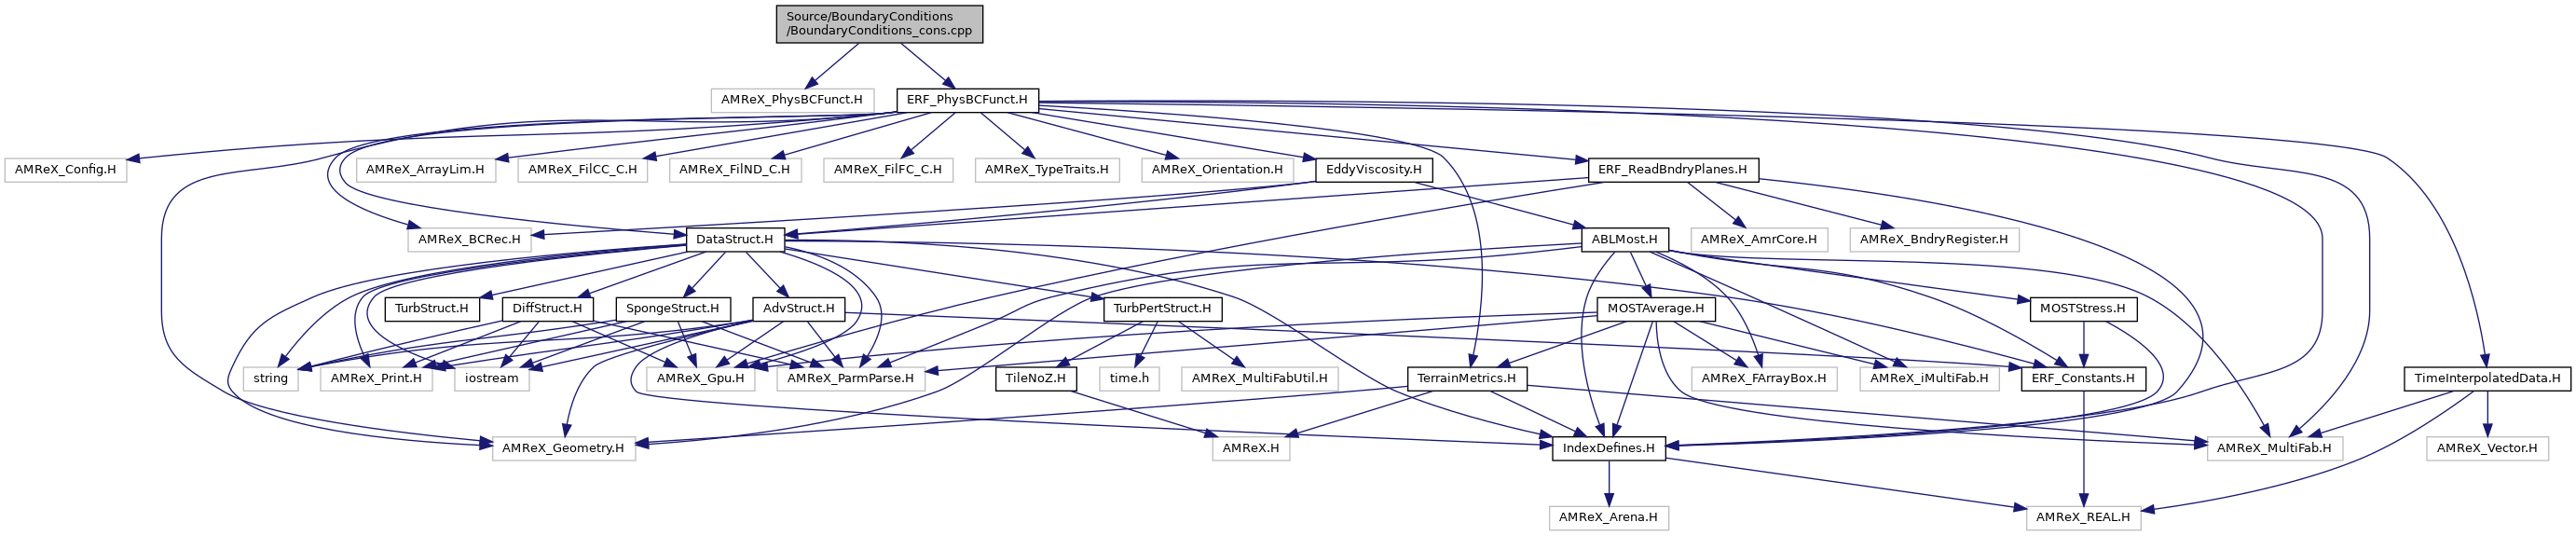 Source/BoundaryConditions
/BoundaryConditions_cons.cpp
AMReX_PhysBCFunct.H
ERF_PhysBCFunct.H
AMReX_Config.H
AMReX_ArrayLim.H
AMReX_FilCC_C.H
AMReX_FilND_C.H
AMReX_FilFC_C.H
AMReX_TypeTraits.H
AMReX_Orientation.H
EddyViscosity.H
ERF_ReadBndryPlanes.H
AMReX_BCRec.H
DataStruct.H
ABLMost.H
AMReX_AmrCore.H
AMReX_BndryRegister.H
TurbStruct.H
DiffStruct.H
SpongeStruct.H
AdvStruct.H
TurbPertStruct.H
MOSTAverage.H
MOSTStress.H
string
AMReX_Print.H
iostream
AMReX_Gpu.H
AMReX_ParmParse.H
TileNoZ.H
time.h
AMReX_MultiFabUtil.H
TerrainMetrics.H
AMReX_FArrayBox.H
AMReX_iMultiFab.H
ERF_Constants.H
TimeInterpolatedData.H
AMReX_Geometry.H
AMReX.H
IndexDefines.H
AMReX_MultiFab.H
AMReX_Vector.H
AMReX_Arena.H
AMReX_REAL.H